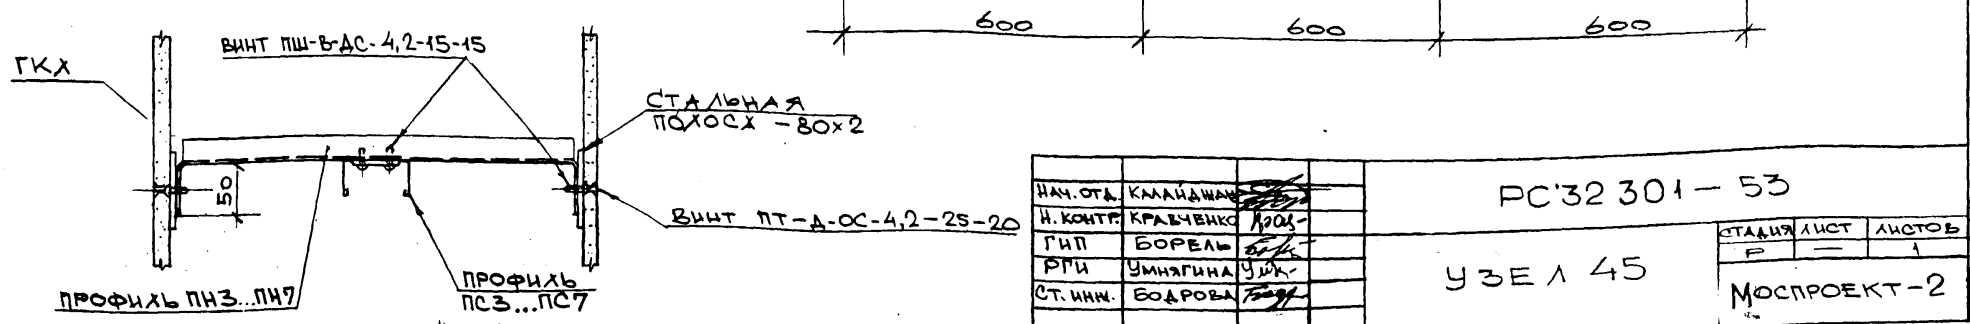 600
600
600
ВИНТ ПШ-В-ДС-4,2-15-15
ГКЛ
СТАЛЬНАЯ
ПОЛОСА -80×2
50
ВИНТ ПТ-Д-ОС-4,2-25-20
ПРОФИЛЬ
ПС3...ПС7
ПРОФИЛЬ ПН3...ПН7
НАЧ. ОТД. КАЛАЙДЖАН
Н. КОНТР. КРАВЧЕНКО
ГИП БОРЕЛЬ
РГИ УМНЯГИНА
СТ. ИНЖ. БОДРОВА
РС'32 301 - 53
УЗЕЛ 45
СТАДИЯ ЛИСТ ЛИСТОВ
Р — 1
МОСПРОЕКТ-2